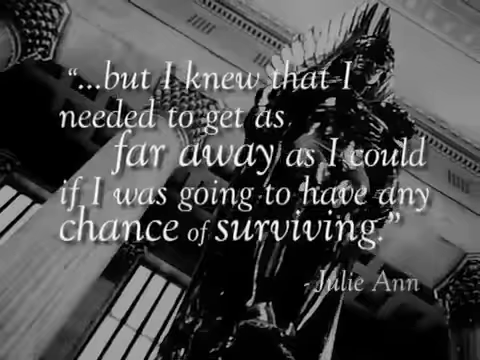 “...but I knew that I
needed to get as
far away as I could
if I was going to have any
chance of surviving.”
- Julie Ann